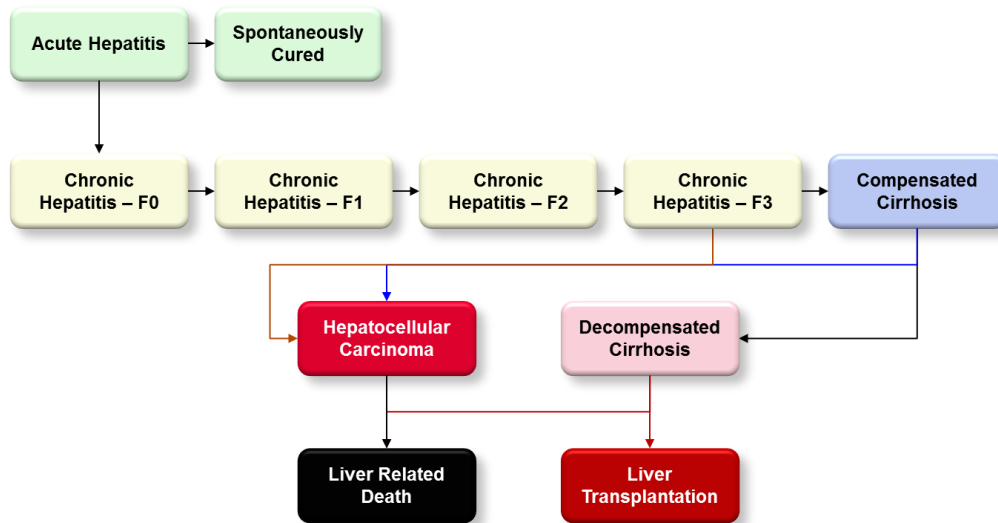 Acute Hepatitis
Spontaneously
Cured
Chronic
Hepatitis – F0
Chronic
Hepatitis – F1
Chronic
Hepatitis – F2
Chronic
Hepatitis – F3
Compensated
Cirrhosis
Hepatocellular
Carcinoma
Decompensated
Cirrhosis
Liver Related
Death
Liver
Transplantation